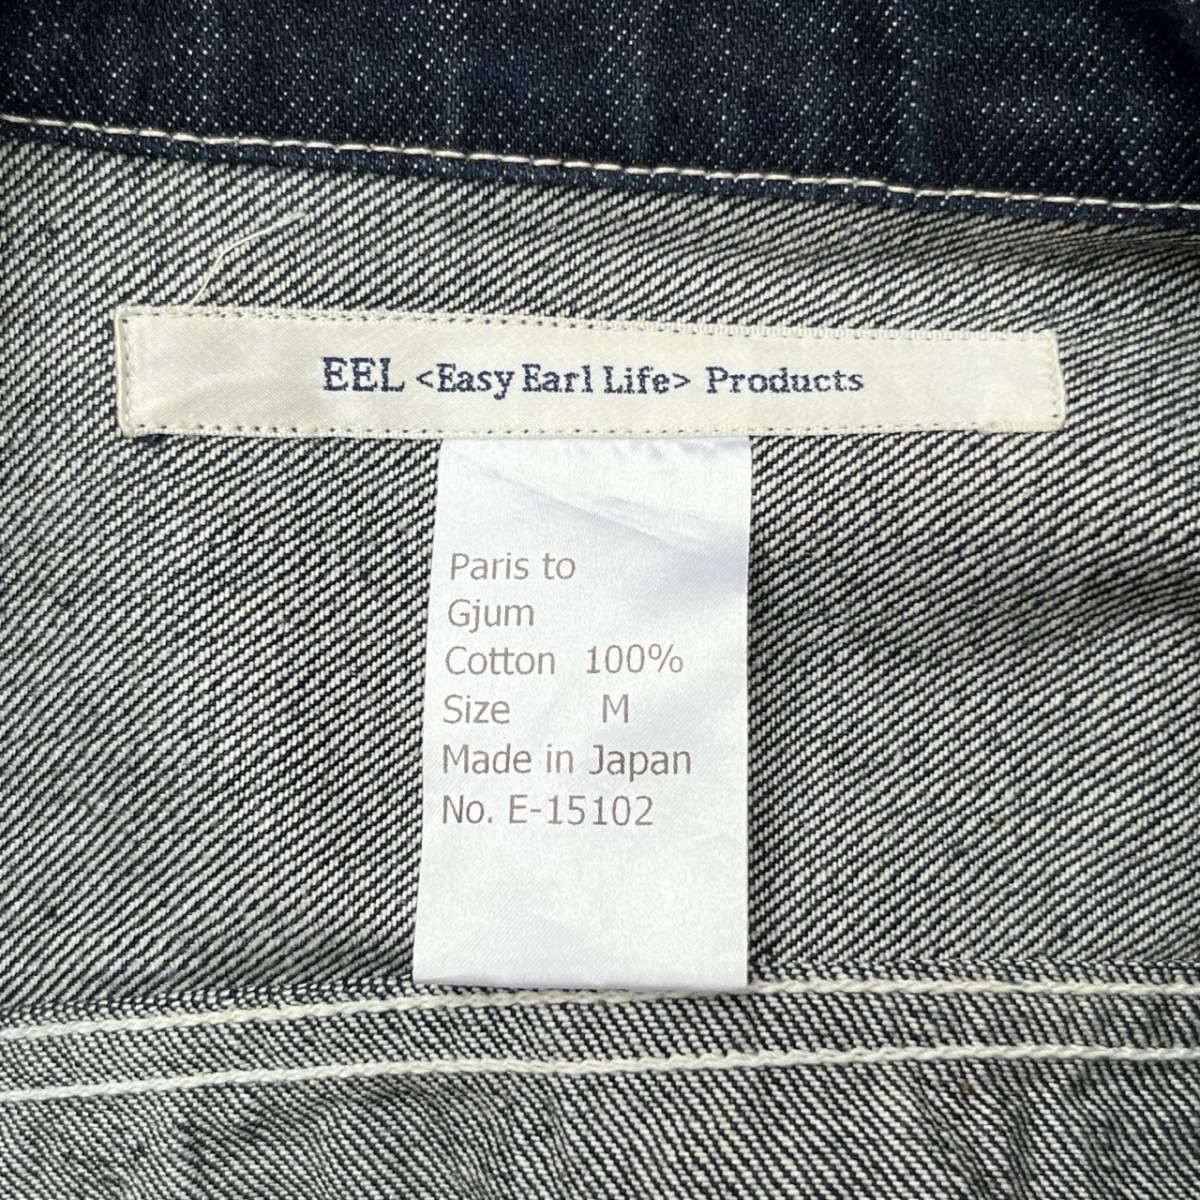 EEL <Easy Earl Life> Products
Paris to
Gjum
Cotton 100%
Size M
Made in Japan
No. E-15102